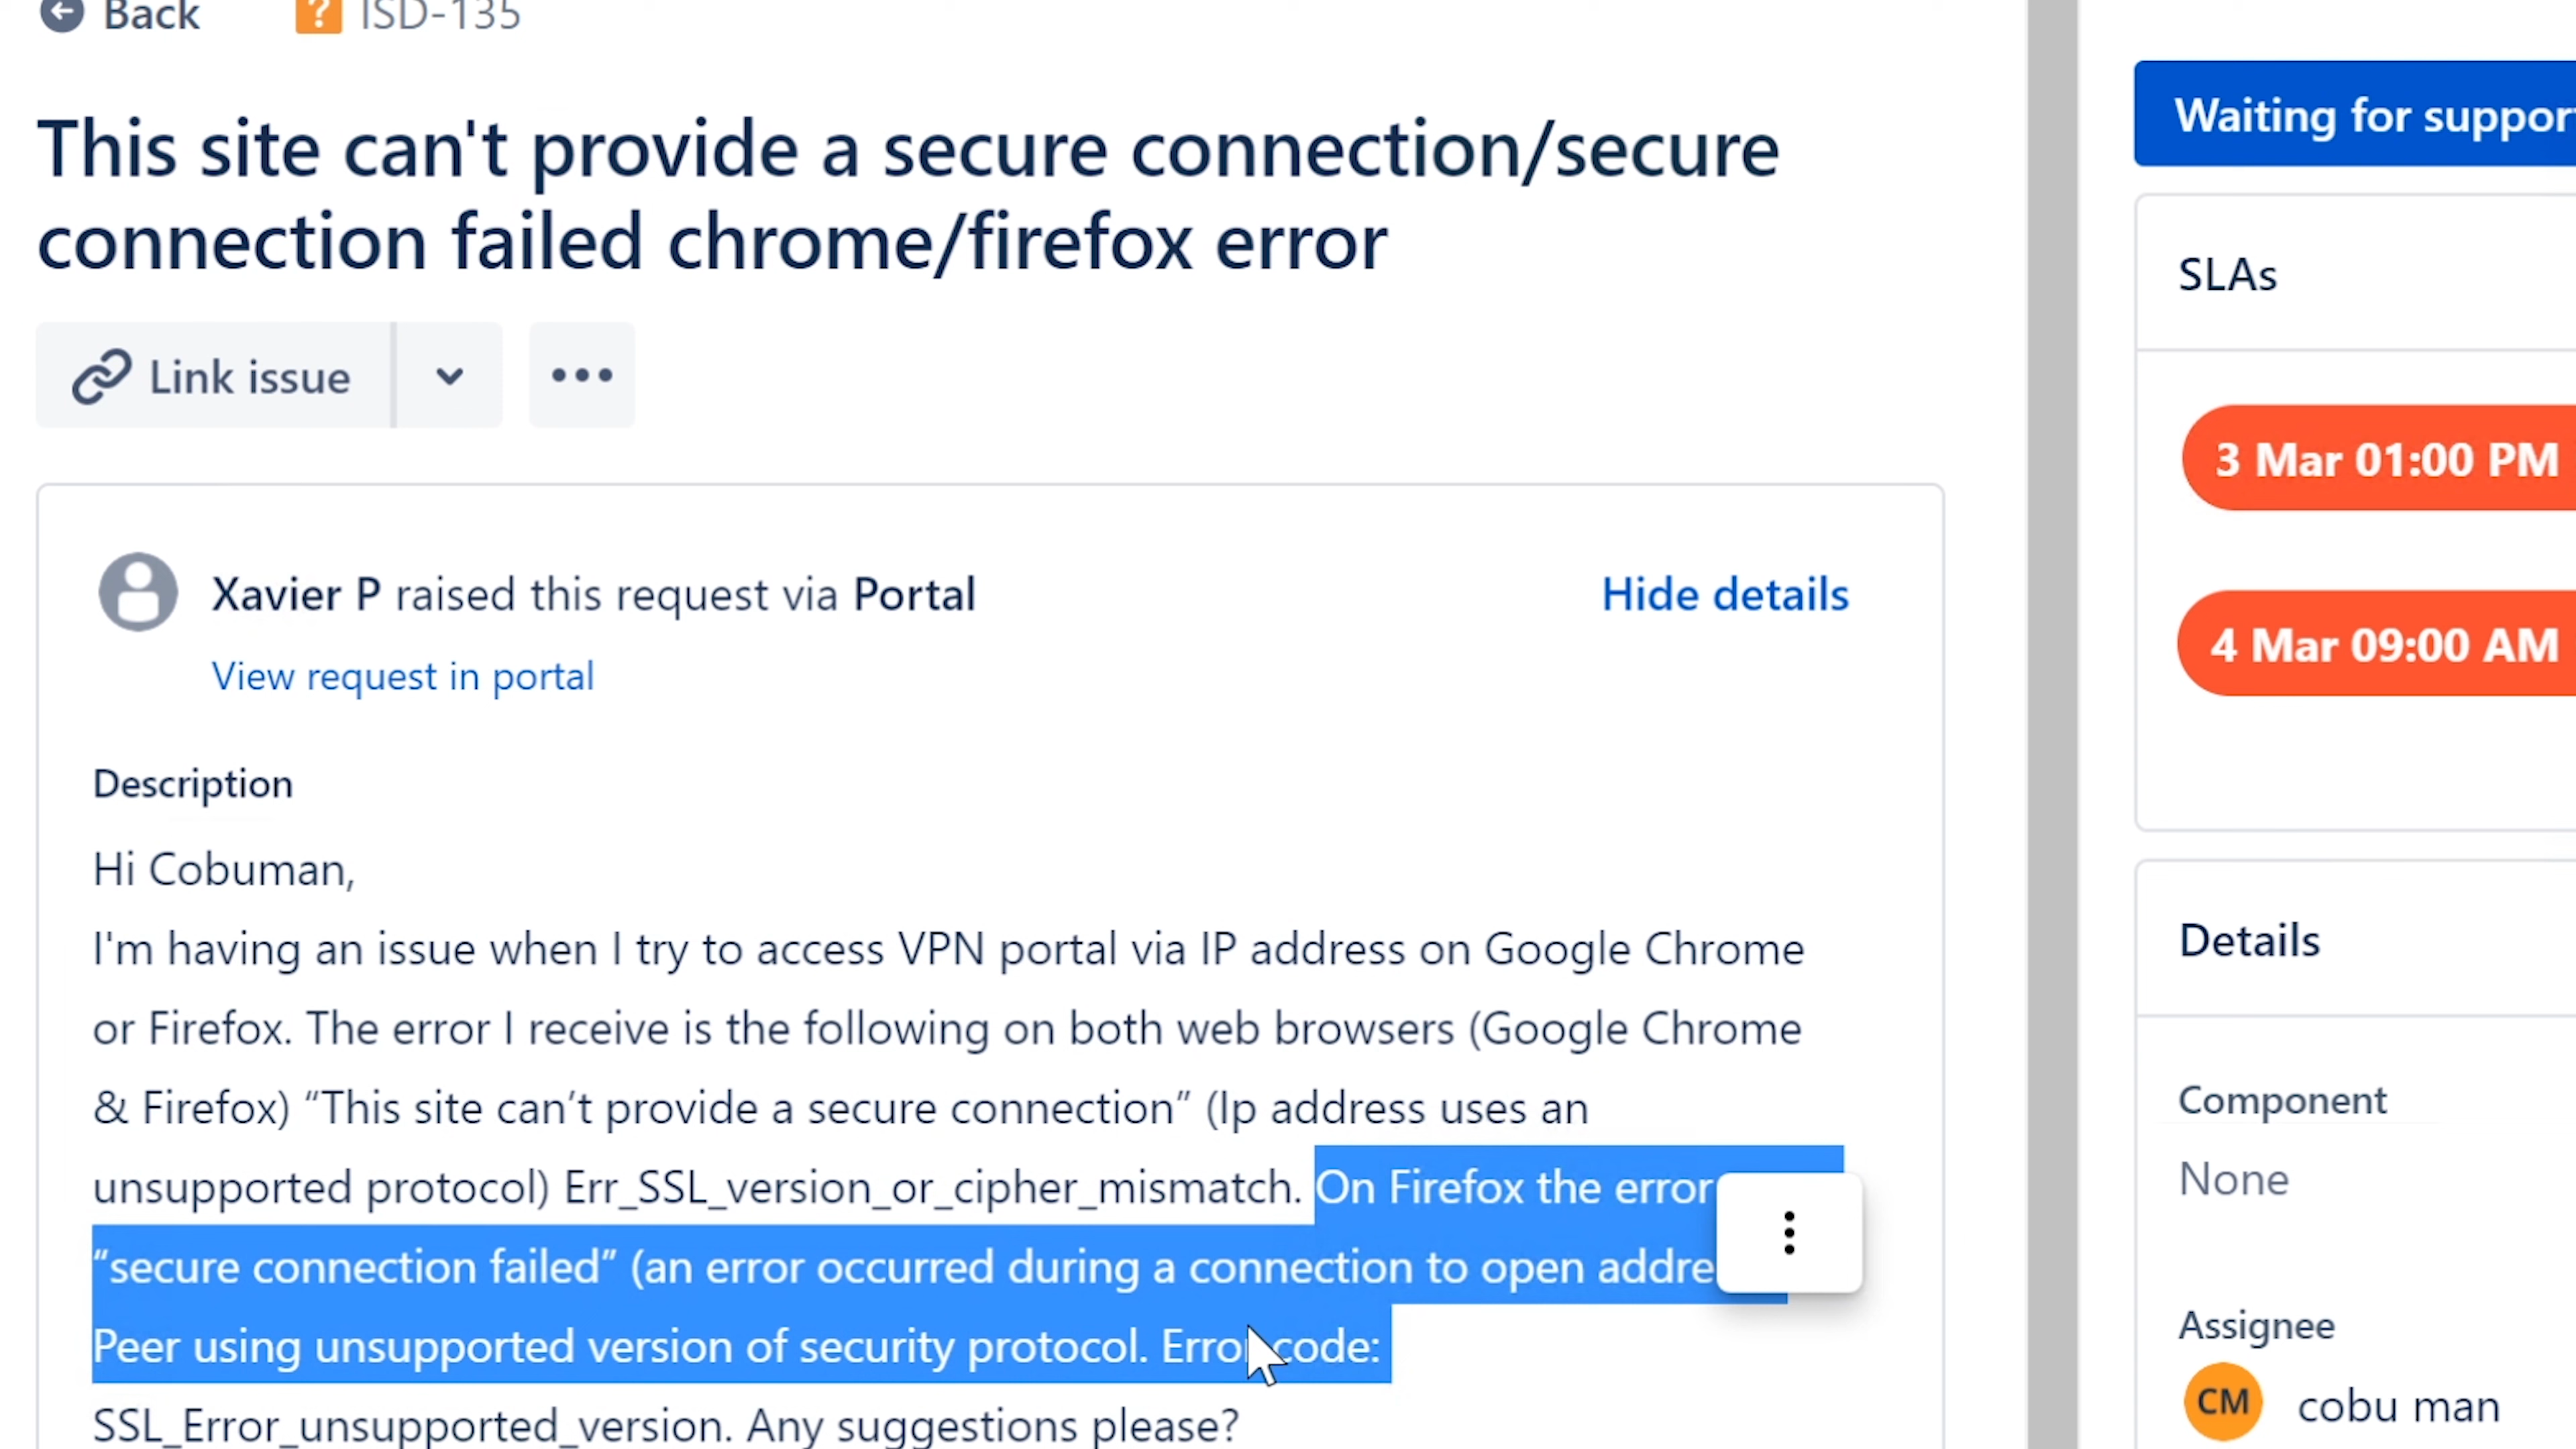 Back
ISD-135
This site can't provide a secure connection/secure
connection failed chrome/firefox error
Link issue
Xavier P raised this request via Portal
Hide details
View request in portal
Description
Hi Cobuman,
I'm having an issue when I try to access VPN portal via IP address on Google Chrome
or Firefox. The error I receive is the following on both web browsers (Google Chrome
& Firefox) “This site can’t provide a secure connection” (Ip address uses an
unsupported protocol) Err_SSL_version_or_cipher_mismatch. On Firefox the error
“secure connection failed” (an error occurred during a connection to open
Peer using unsupported version of security protocol. Error code:
SSL_Error_unsupported_version. Any suggestions please?
Waiting for
SLAs
3 Mar 01:00 PM
4 Mar 09:00 AM
Details
Component
None
Assignee
CM
cobu man